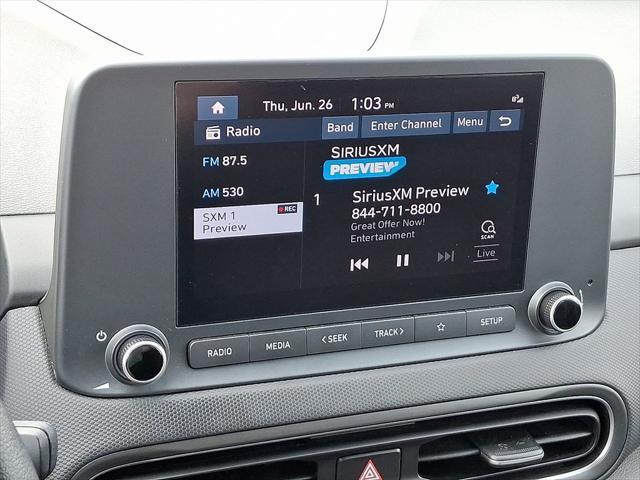 Thu, Jun. 26 1:03 PM
Radio Band Enter Channel Menu
FM 87.5
AM 530
SXM 1 REC
Preview
SIRIUSXM
PREVIEW
1 SiriusXM Preview
844-711-8800
Great Offer Now!
Entertainment
SCAN
Live
RADIO MEDIA < SEEK TRACK > SETUP